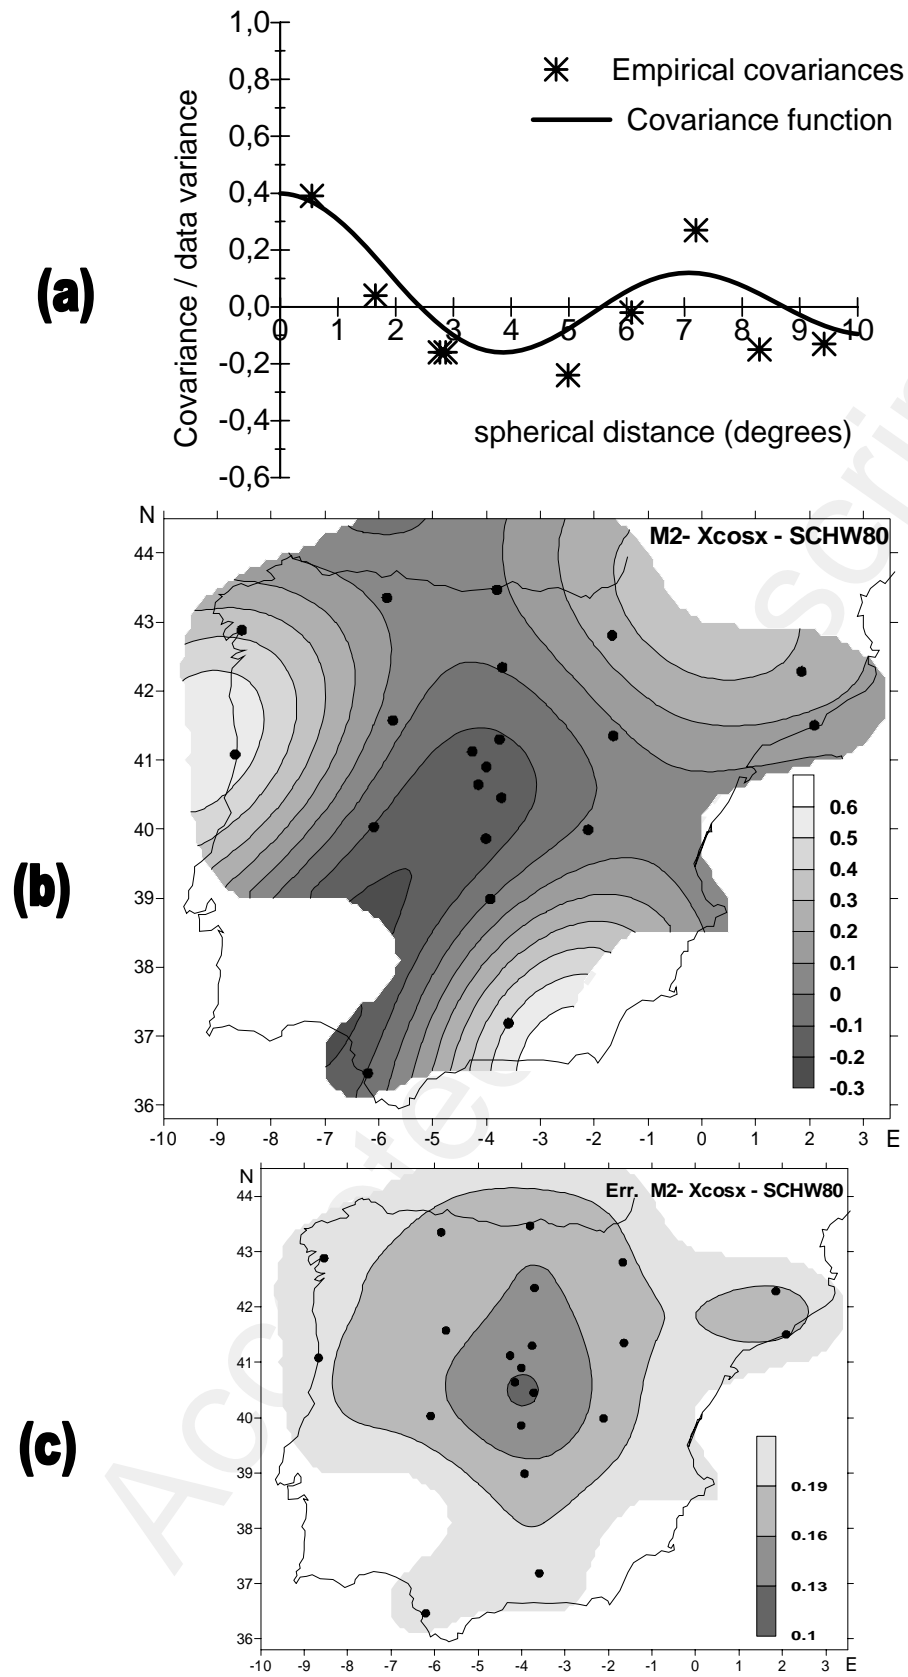 1,0
0,8
0,6
0,4
0,2
0,0
-0,2
-0,4
-0,6
Covariance / data variance
Empirical covariances
Covariance function
0 1 2 3 4 5 6 7 8 9 10
spherical distance (degrees)
(a)
N
M2- Xcosx - SCHW80
44
43
42
41
40
39
38
37
36
0.6
0.5
0.4
0.3
0.2
0.1
0
-0.1
-0.2
-0.3
-10 -9 -8 -7 -6 -5 -4 -3 -2 -1 0 1 2 3 E
(b)
N
Err. M2- Xcosx - SCHW80
44
43
42
41
40
39
38
37
36
0.19
0.16
0.13
0.1
-10 -9 -8 -7 -6 -5 -4 -3 -2 -1 0 1 2 3 E
(c)